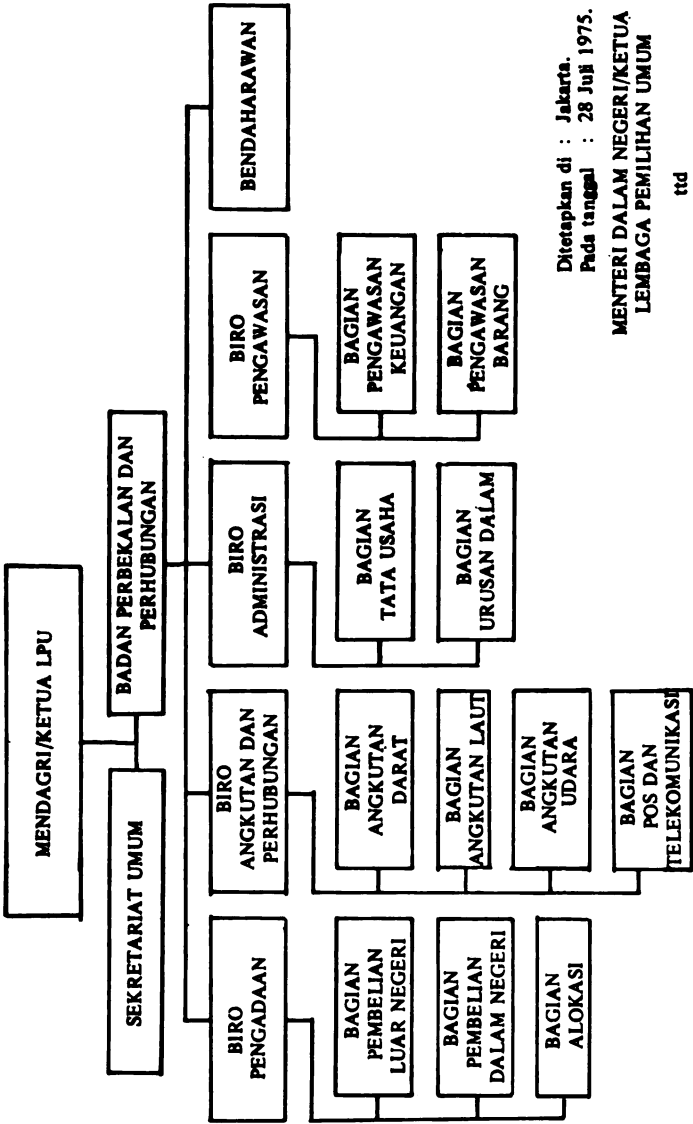 MENDAGRI/KETUA LPU
SEKRETARIAT UMUM
BADAN PERBEKALAN DAN
PERHUBUNGAN
BIRO
PENGADAAN
BIRO
ANGKUTAN DAN
PERHUBUNGAN
BIRO
ADMINISTRASI
BIRO
PENGAWASAN
BENDAHARAWAN
BAGIAN
PEMBELIAN
LUAR NEGERI
BAGIAN
PEMBELIAN
DALAM NEGERI
BAGIAN
ALOKASI
BAGIAN
ANGKUTAN
DARAT
BAGIAN
ANGKUTAN LAUT
BAGIAN
ANGKUTAN
UDARA
BAGIAN
POS DAN
TELEKOMUNIKASI
BAGIAN
TATA USAHA
BAGIAN
URUSAN DALAM
BAGIAN
PENGAWASAN
KEUANGAN
BAGIAN
PENGAWASAN
BARANG
Ditetapkan di : Jakarta.
Pada tanggal : 28 Juli 1975.
MENTERI DALAM NEGERI/KETUA
LEMBAGA PEMILIHAN UMUM
ttd